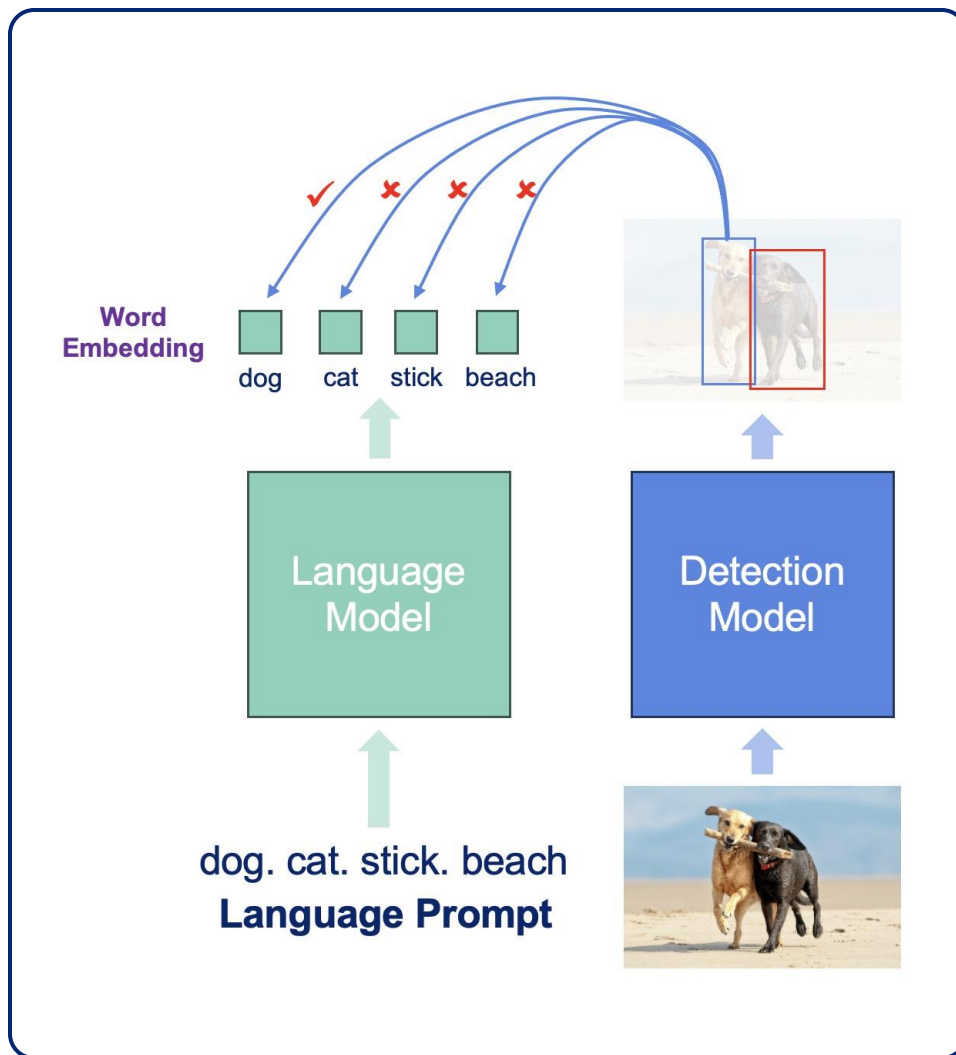 Word
Embedding
dog cat stick beach
Language
Model
Detection
Model
dog. cat. stick. beach
Language Prompt